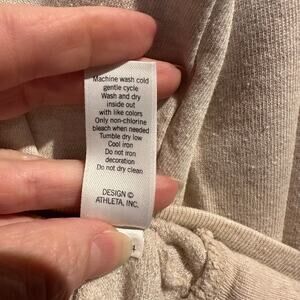 Machine wash cold
gentle cycle
Wash and dry
inside out
with like colors
Only non-chlorine
bleach when needed
Tumble dry low
Cool iron
Do not iron
decoration
Do not dry clean
DESIGN ©
ATHLETA, INC.